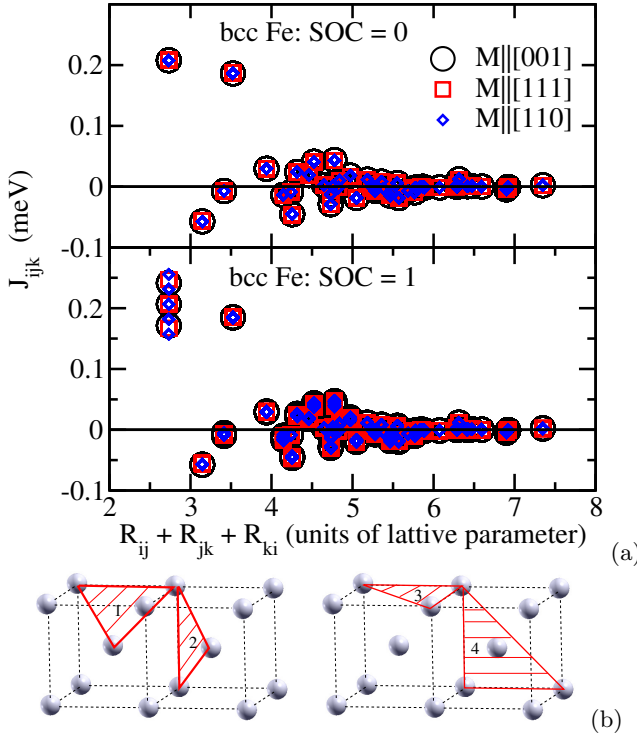 bcc Fe: SOC = 0
M||[001]
M||[111]
M||[110]
0.2
0.1
0
-0.1
J_ijk (meV)
bcc Fe: SOC = 1
0.2
0.1
0
-0.1
2 3 4 5 6 7 8
R_ij + R_jk + R_ki (units of lattive parameter)
(a)
1
2
3
4
(b)